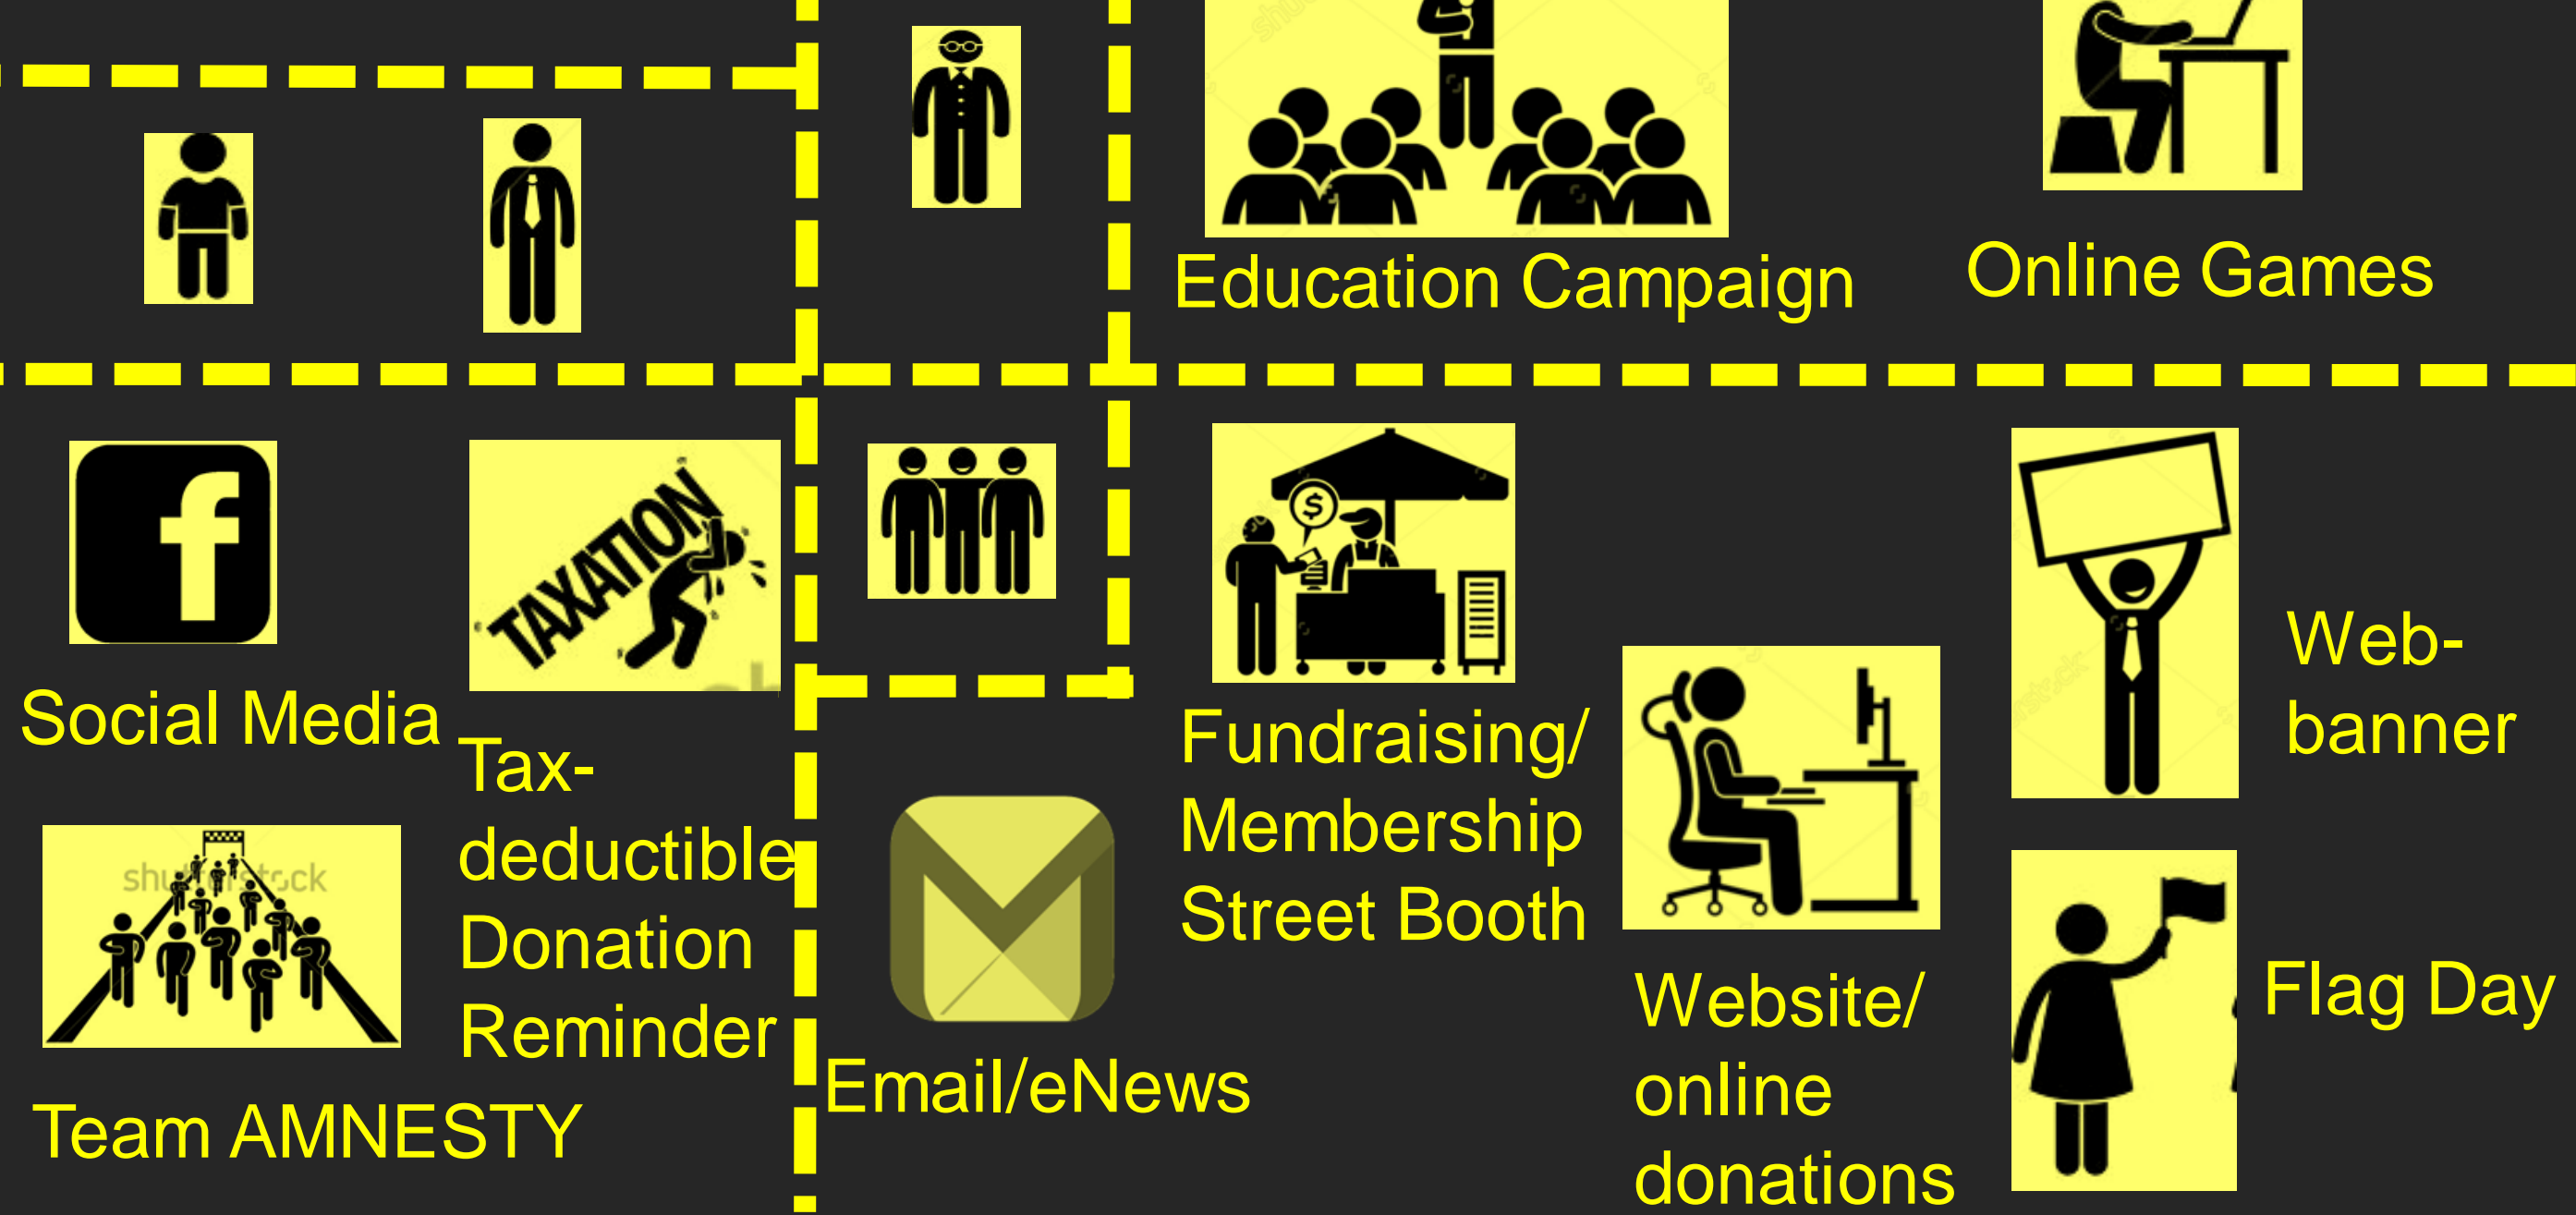 Education Campaign
Online Games
f
TAXATION
$
Social Media
Tax-
deductible
Donation
Reminder
shutterstock
Team AMNESTY
Email/eNews
Fundraising/
Membership
Street Booth
Website/
online
donations
Web-
banner
Flag Day